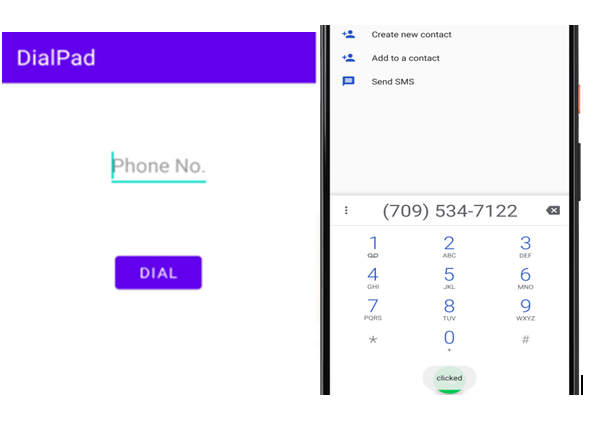 DialPad
Phone No.
DIAL
Create new contact
Add to a contact
Send SMS
(709) 534-7122
1 2 3
ABC DEF
4 5 6
GHI JKL MNO
7 8 9
PQRS TUV WXYZ
* 0 #
+
clicked